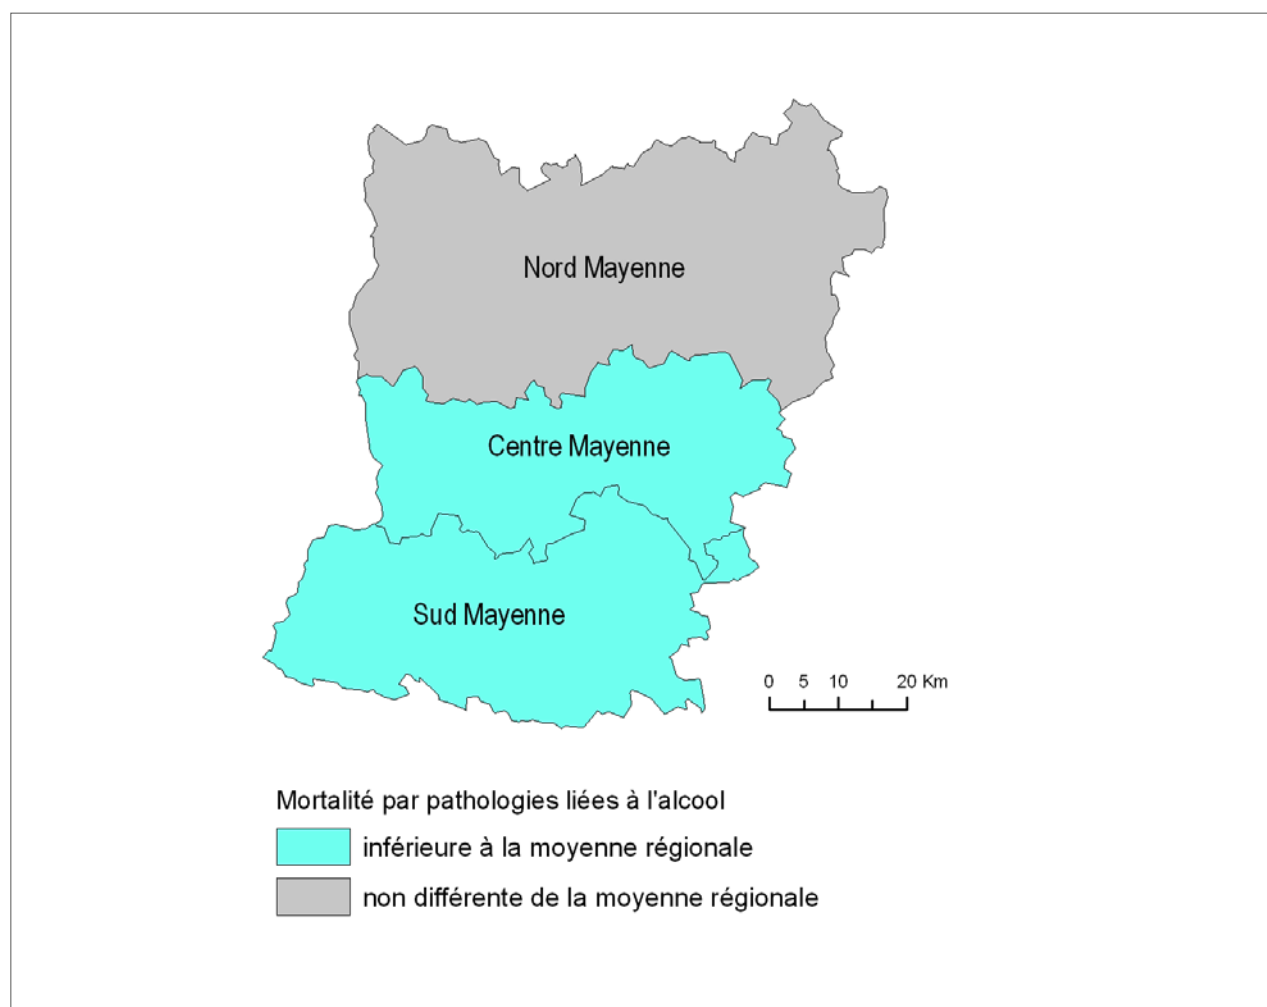 Nord Mayenne
Centre Mayenne
Sud Mayenne
0 5 10 20 Km
Mortalité par pathologies liées à l'alcool
inférieure à la moyenne régionale
non différente de la moyenne régionale